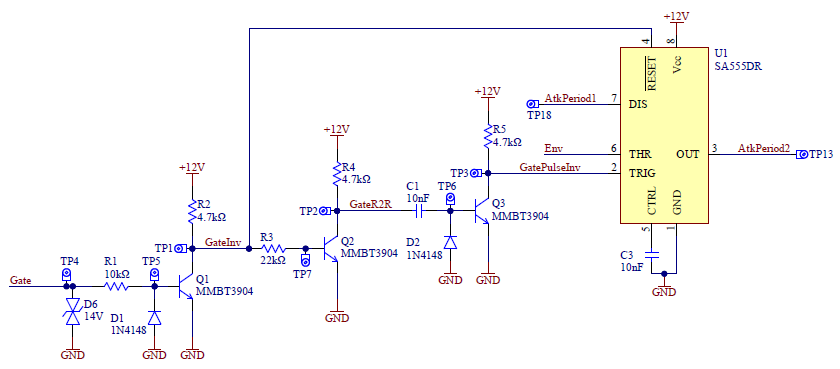 +12V
4
8
RESET
Vcc
U1
SA555DR
+12V
AtkPeriod1
7
DIS
TP18
R5
4.7kΩ
+12V
Env
6
THR
OUT
3
AtkPeriod2
TP13
R4
4.7kΩ
TP3
GatePulseInv
2
TRIG
+12V
C1
10nF
TP6
CTRL
GND
R2
4.7kΩ
TP2
GateR2R
Q3
MMBT3904
5
1
TP1
GateInv
R3
22kΩ
Q2
MMBT3904
D2
1N4148
C3
10nF
TP4
R1
10kΩ
TP5
TP7
Gate
Q1
MMBT3904
GND
GND
GND
D6
14V
D1
1N4148
GND
GND
GND
GND